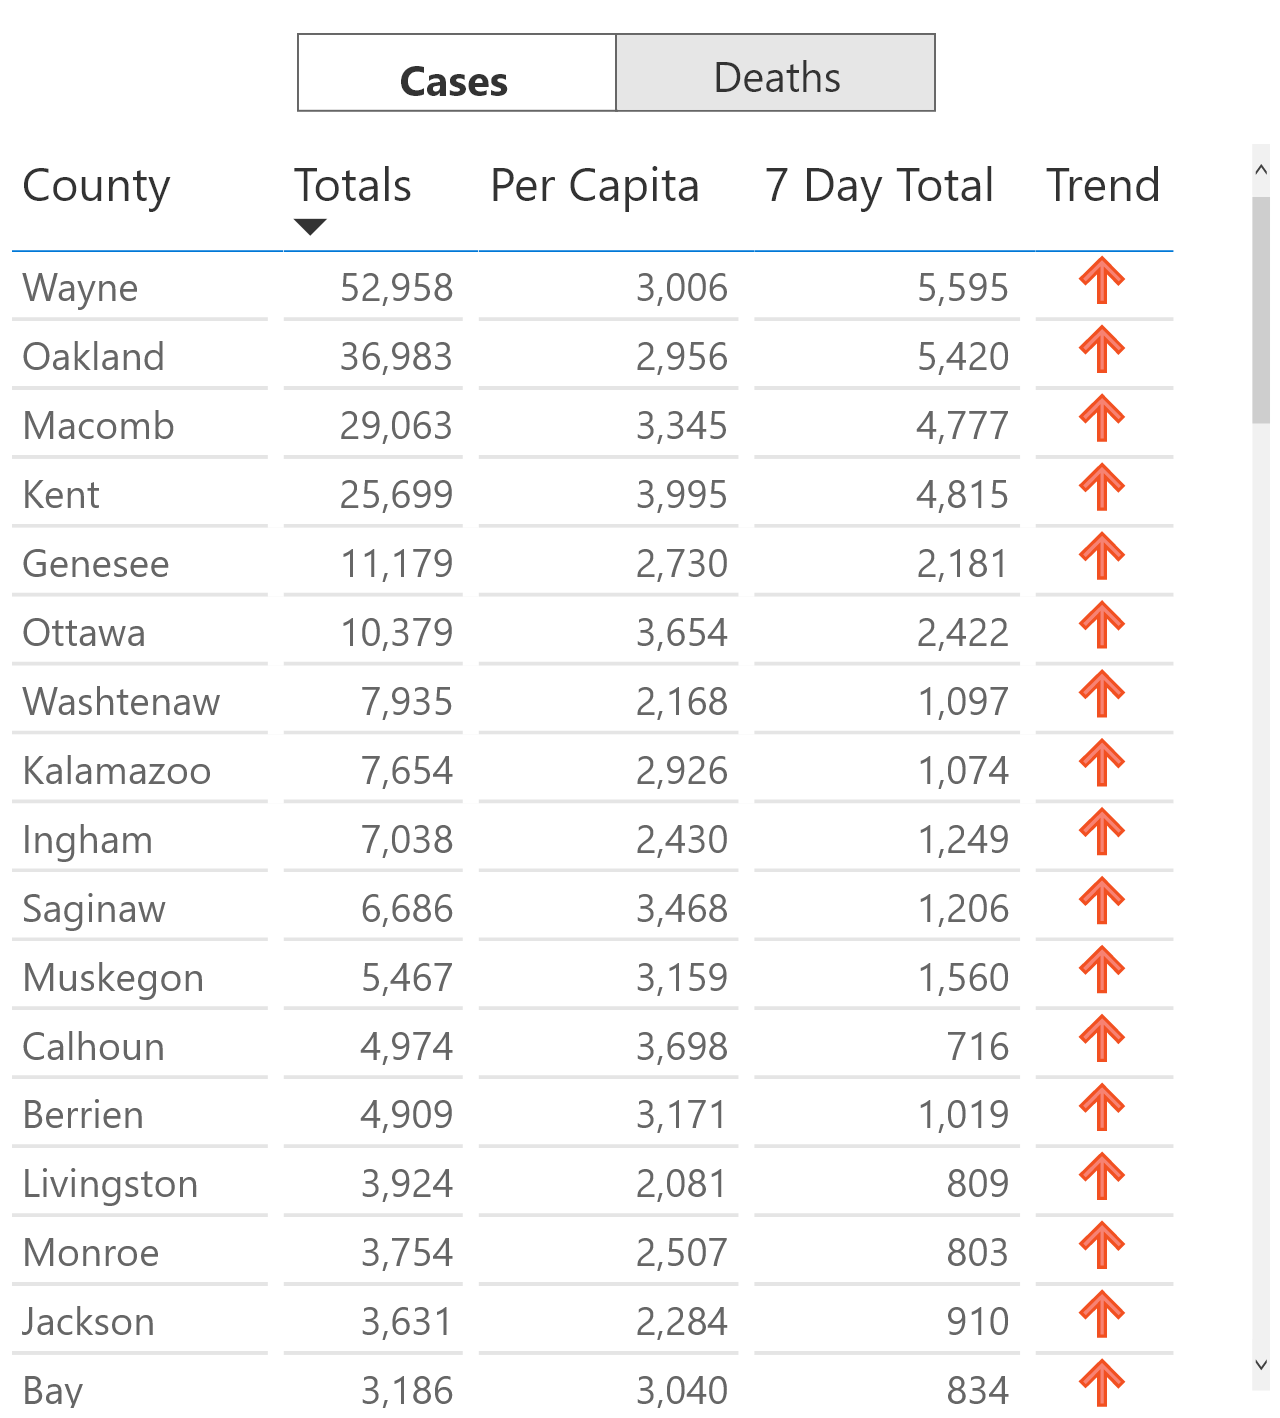 Cases Deaths
County Totals Per Capita 7 Day Total Trend
Wayne 52,958 3,006 5,595
Oakland 36,983 2,956 5,420
Macomb 29,063 3,345 4,777
Kent 25,699 3,995 4,815
Genesee 11,179 2,730 2,181
Ottawa 10,379 3,654 2,422
Washtenaw 7,935 2,168 1,097
Kalamazoo 7,654 2,926 1,074
Ingham 7,038 2,430 1,249
Saginaw 6,686 3,468 1,206
Muskegon 5,467 3,159 1,560
Calhoun 4,974 3,698 716
Berrien 4,909 3,171 1,019
Livingston 3,924 2,081 809
Monroe 3,754 2,507 803
Jackson 3,631 2,284 910
Bay 3,186 3,040 834